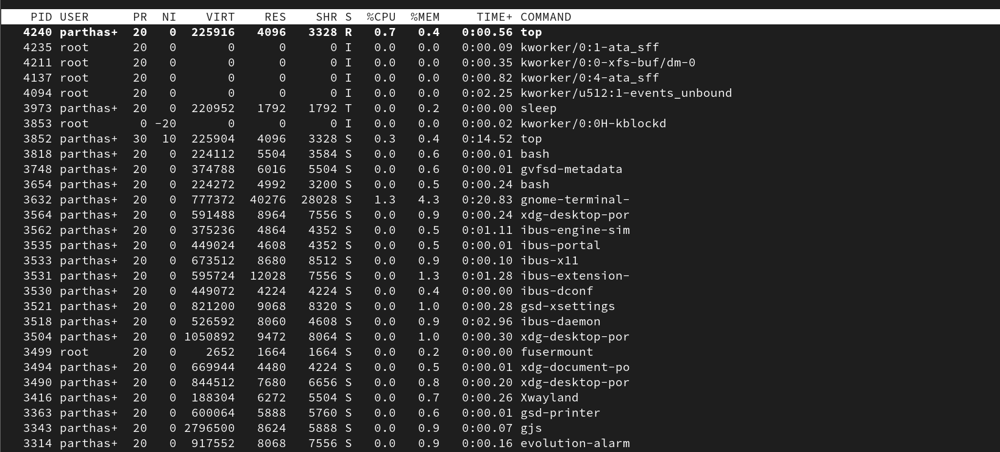 PID USER PR NI VIRT RES SHR S %CPU %MEM TIME+ COMMAND
4240 parthas+ 20 0 225916 4096 3328 R 0.7 0.4 0:00.56 top
4235 root 20 0 0 0 0 I 0.0 0.0 0:00.09 kworker/0:1-ata_sff
4211 root 20 0 0 0 0 I 0.0 0.0 0:00.35 kworker/0:0-xfs-buf/dm-0
4137 root 20 0 0 0 0 I 0.0 0.0 0:00.82 kworker/0:4-ata_sff
4094 root 20 0 0 0 0 I 0.0 0.0 0:02.25 kworker/u512:1-events_unbound
3973 parthas+ 20 0 220952 1792 1792 T 0.0 0.2 0:00.00 sleep
3853 root 0 -20 0 0 0 I 0.0 0.0 0:00.02 kworker/0:0H-kblockd
3852 parthas+ 30 10 225904 4096 3328 S 0.3 0.4 0:14.52 top
3818 parthas+ 20 0 224112 5504 3584 S 0.0 0.6 0:00.01 bash
3748 parthas+ 20 0 374788 6016 5504 S 0.0 0.6 0:00.01 gvfsd-metadata
3654 parthas+ 20 0 224272 4992 3200 S 0.0 0.5 0:00.24 bash
3632 parthas+ 20 0 777372 40276 28028 S 1.3 4.3 0:20.83 gnome-terminal-
3564 parthas+ 20 0 591488 8964 7556 S 0.0 0.9 0:00.24 xdg-desktop-por
3562 parthas+ 20 0 375236 4864 4352 S 0.0 0.5 0:01.11 ibus-engine-sim
3535 parthas+ 20 0 449024 4608 4352 S 0.0 0.5 0:00.01 ibus-portal
3533 parthas+ 20 0 673512 8680 8512 S 0.0 0.9 0:00.10 ibus-x11
3531 parthas+ 20 0 595724 12028 7556 S 0.0 1.3 0:01.28 ibus-extension-
3530 parthas+ 20 0 449072 4224 4224 S 0.0 0.4 0:00.00 ibus-dconf
3521 parthas+ 20 0 821200 9068 8320 S 0.0 1.0 0:00.28 gsd-xsettings
3518 parthas+ 20 0 526592 8060 4608 S 0.0 0.9 0:02.96 ibus-daemon
3504 parthas+ 20 0 1050892 9472 8064 S 0.0 1.0 0:00.30 xdg-desktop-por
3499 root 20 0 2652 1664 1664 S 0.0 0.2 0:00.00 fusermount
3494 parthas+ 20 0 669944 4480 4224 S 0.0 0.5 0:00.01 xdg-document-po
3490 parthas+ 20 0 844512 7680 6656 S 0.0 0.8 0:00.20 xdg-desktop-por
3416 parthas+ 20 0 188304 6272 5504 S 0.0 0.7 0:00.26 Xwayland
3363 parthas+ 20 0 600064 5888 5760 S 0.0 0.6 0:00.01 gsd-printer
3343 parthas+ 20 0 2796500 8624 5888 S 0.0 0.9 0:00.07 gjs
3314 parthas+ 20 0 917552 8068 7556 S 0.0 0.9 0:00.16 evolution-alarm